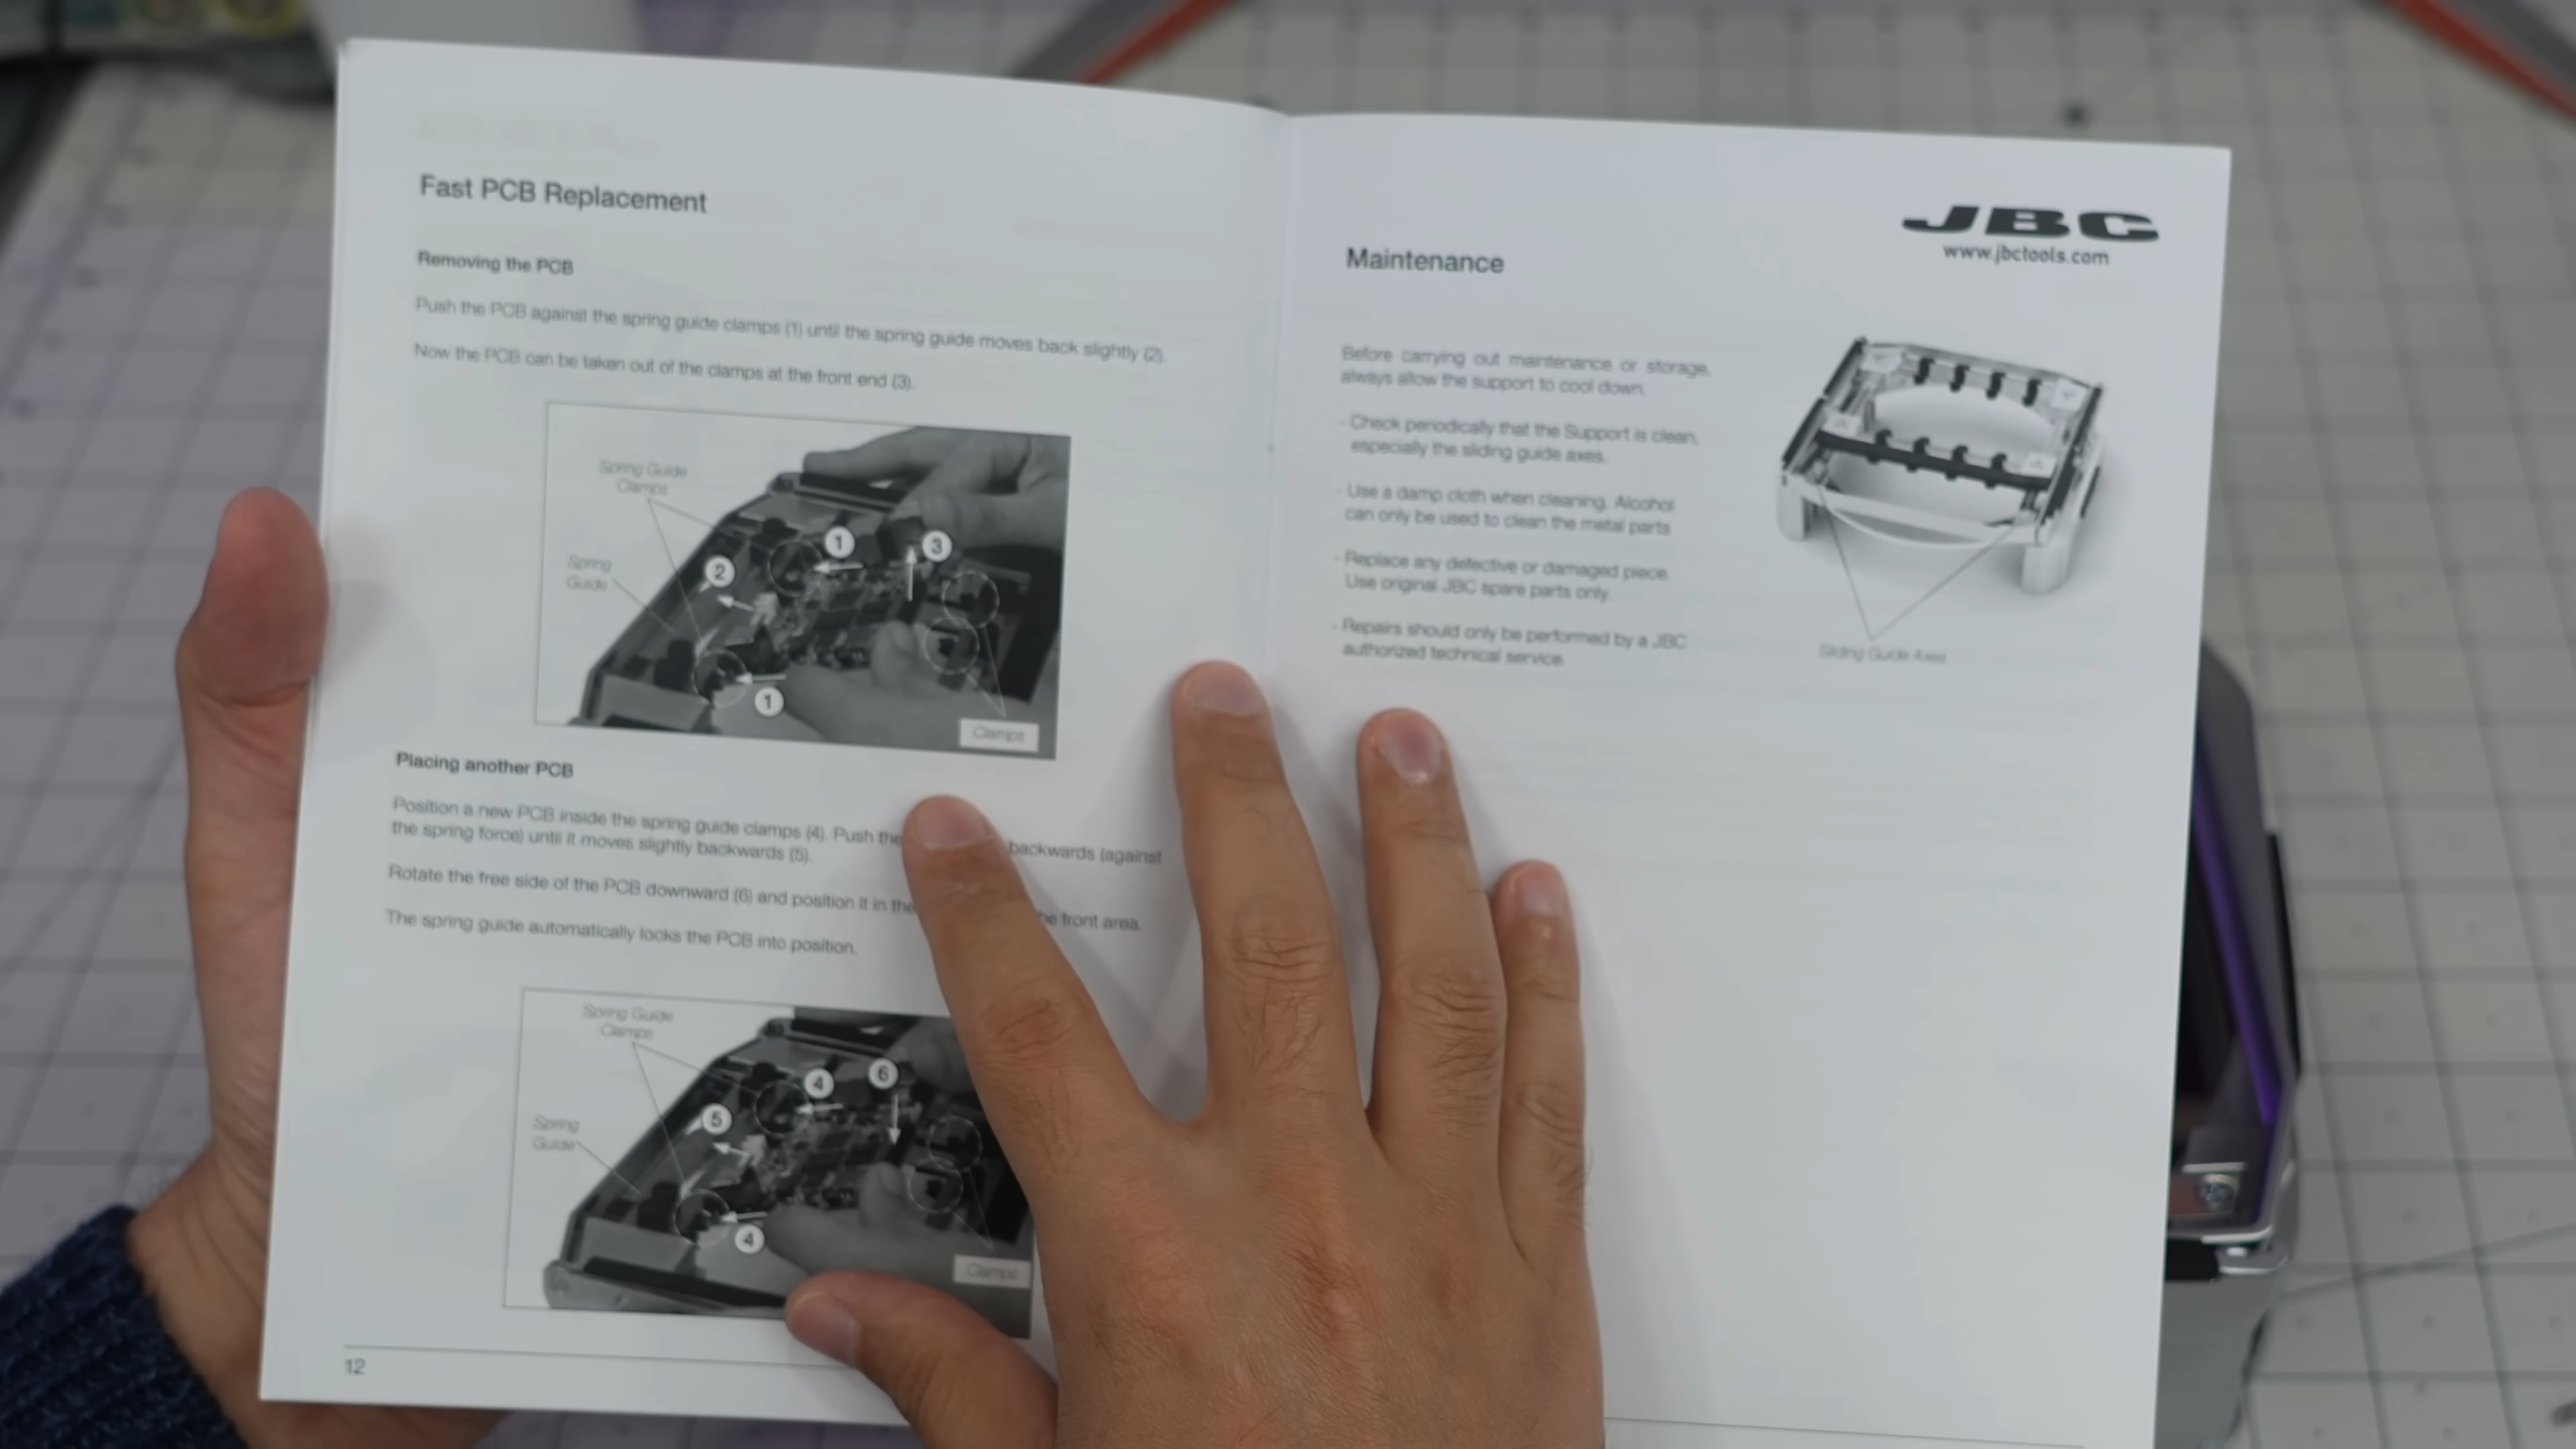 Fast PCB Replacement
Removing the PCB
Push the PCB against the spring guide clamps (1) until the spring guide moves back slightly (2).
Now the PCB can be taken out of the clamps at the front end (3).
Spring Guide
Clamps
Spring
Guide
1
2
3
1
Clamps
Placing another PCB
Position a new PCB inside the spring guide clamps (4). Push the backwards (against
the spring force) until it moves slightly backwards (5).
Rotate the free side of the PCB downward (6) and position it in the front area.
The spring guide automatically locks the PCB into position.
Spring Guide
Clamps
Spring
Guide
4
5
6
4
Clamps
12
JBC
www.jbctools.com
Maintenance
Before carrying out maintenance or storage,
always allow the support to cool down.
- Check periodically that the Support is clean,
especially the sliding guide axes.
- Use a damp cloth when cleaning. Alcohol
can only be used to clean the metal parts
- Replace any defective or damaged piece.
Use original JBC spare parts only.
- Repairs should only be performed by a JBC
authorized technical service.
Sliding Guide Axes